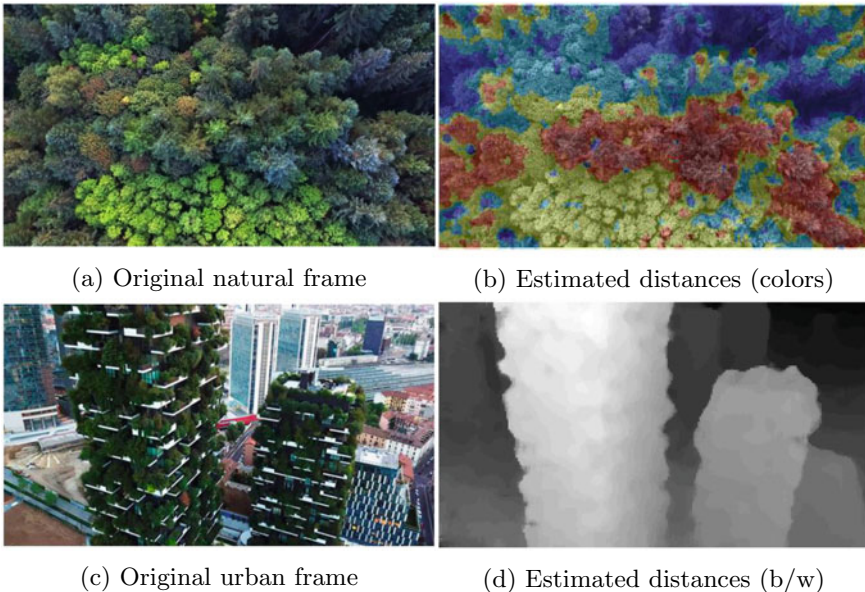 (a) Original natural frame
(b) Estimated distances (colors)
(c) Original urban frame
(d) Estimated distances (b/w)